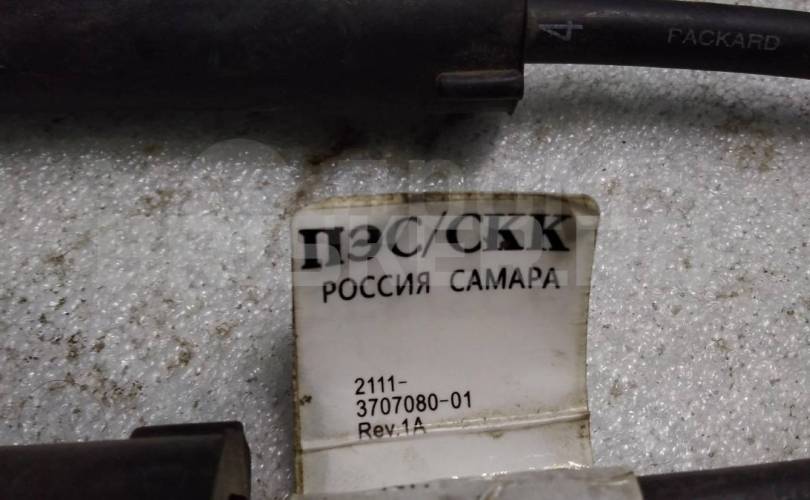 4 PACKARD
ПЭС/СКК
РОССИЯ САМАРА
2111-
3707080-01
Rev.1A